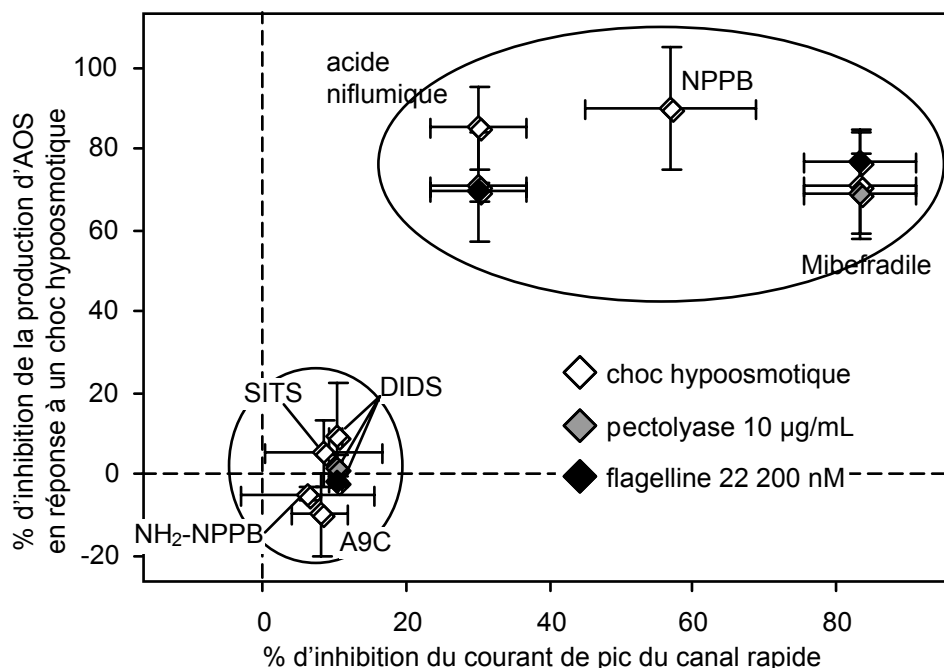 % d'inhibition de la production d'AOS
en réponse à un choc hypoosmotique
100
80
60
40
20
0
-20
acide
niflumique
NPPB
Mibefradile
SITS
DIDS
NH₂-NPPB
A9C
choc hypoosmotique
pectolyase 10 µg/mL
flagelline 22 200 nM
0
20
40
60
80
% d'inhibition du courant de pic du canal rapide